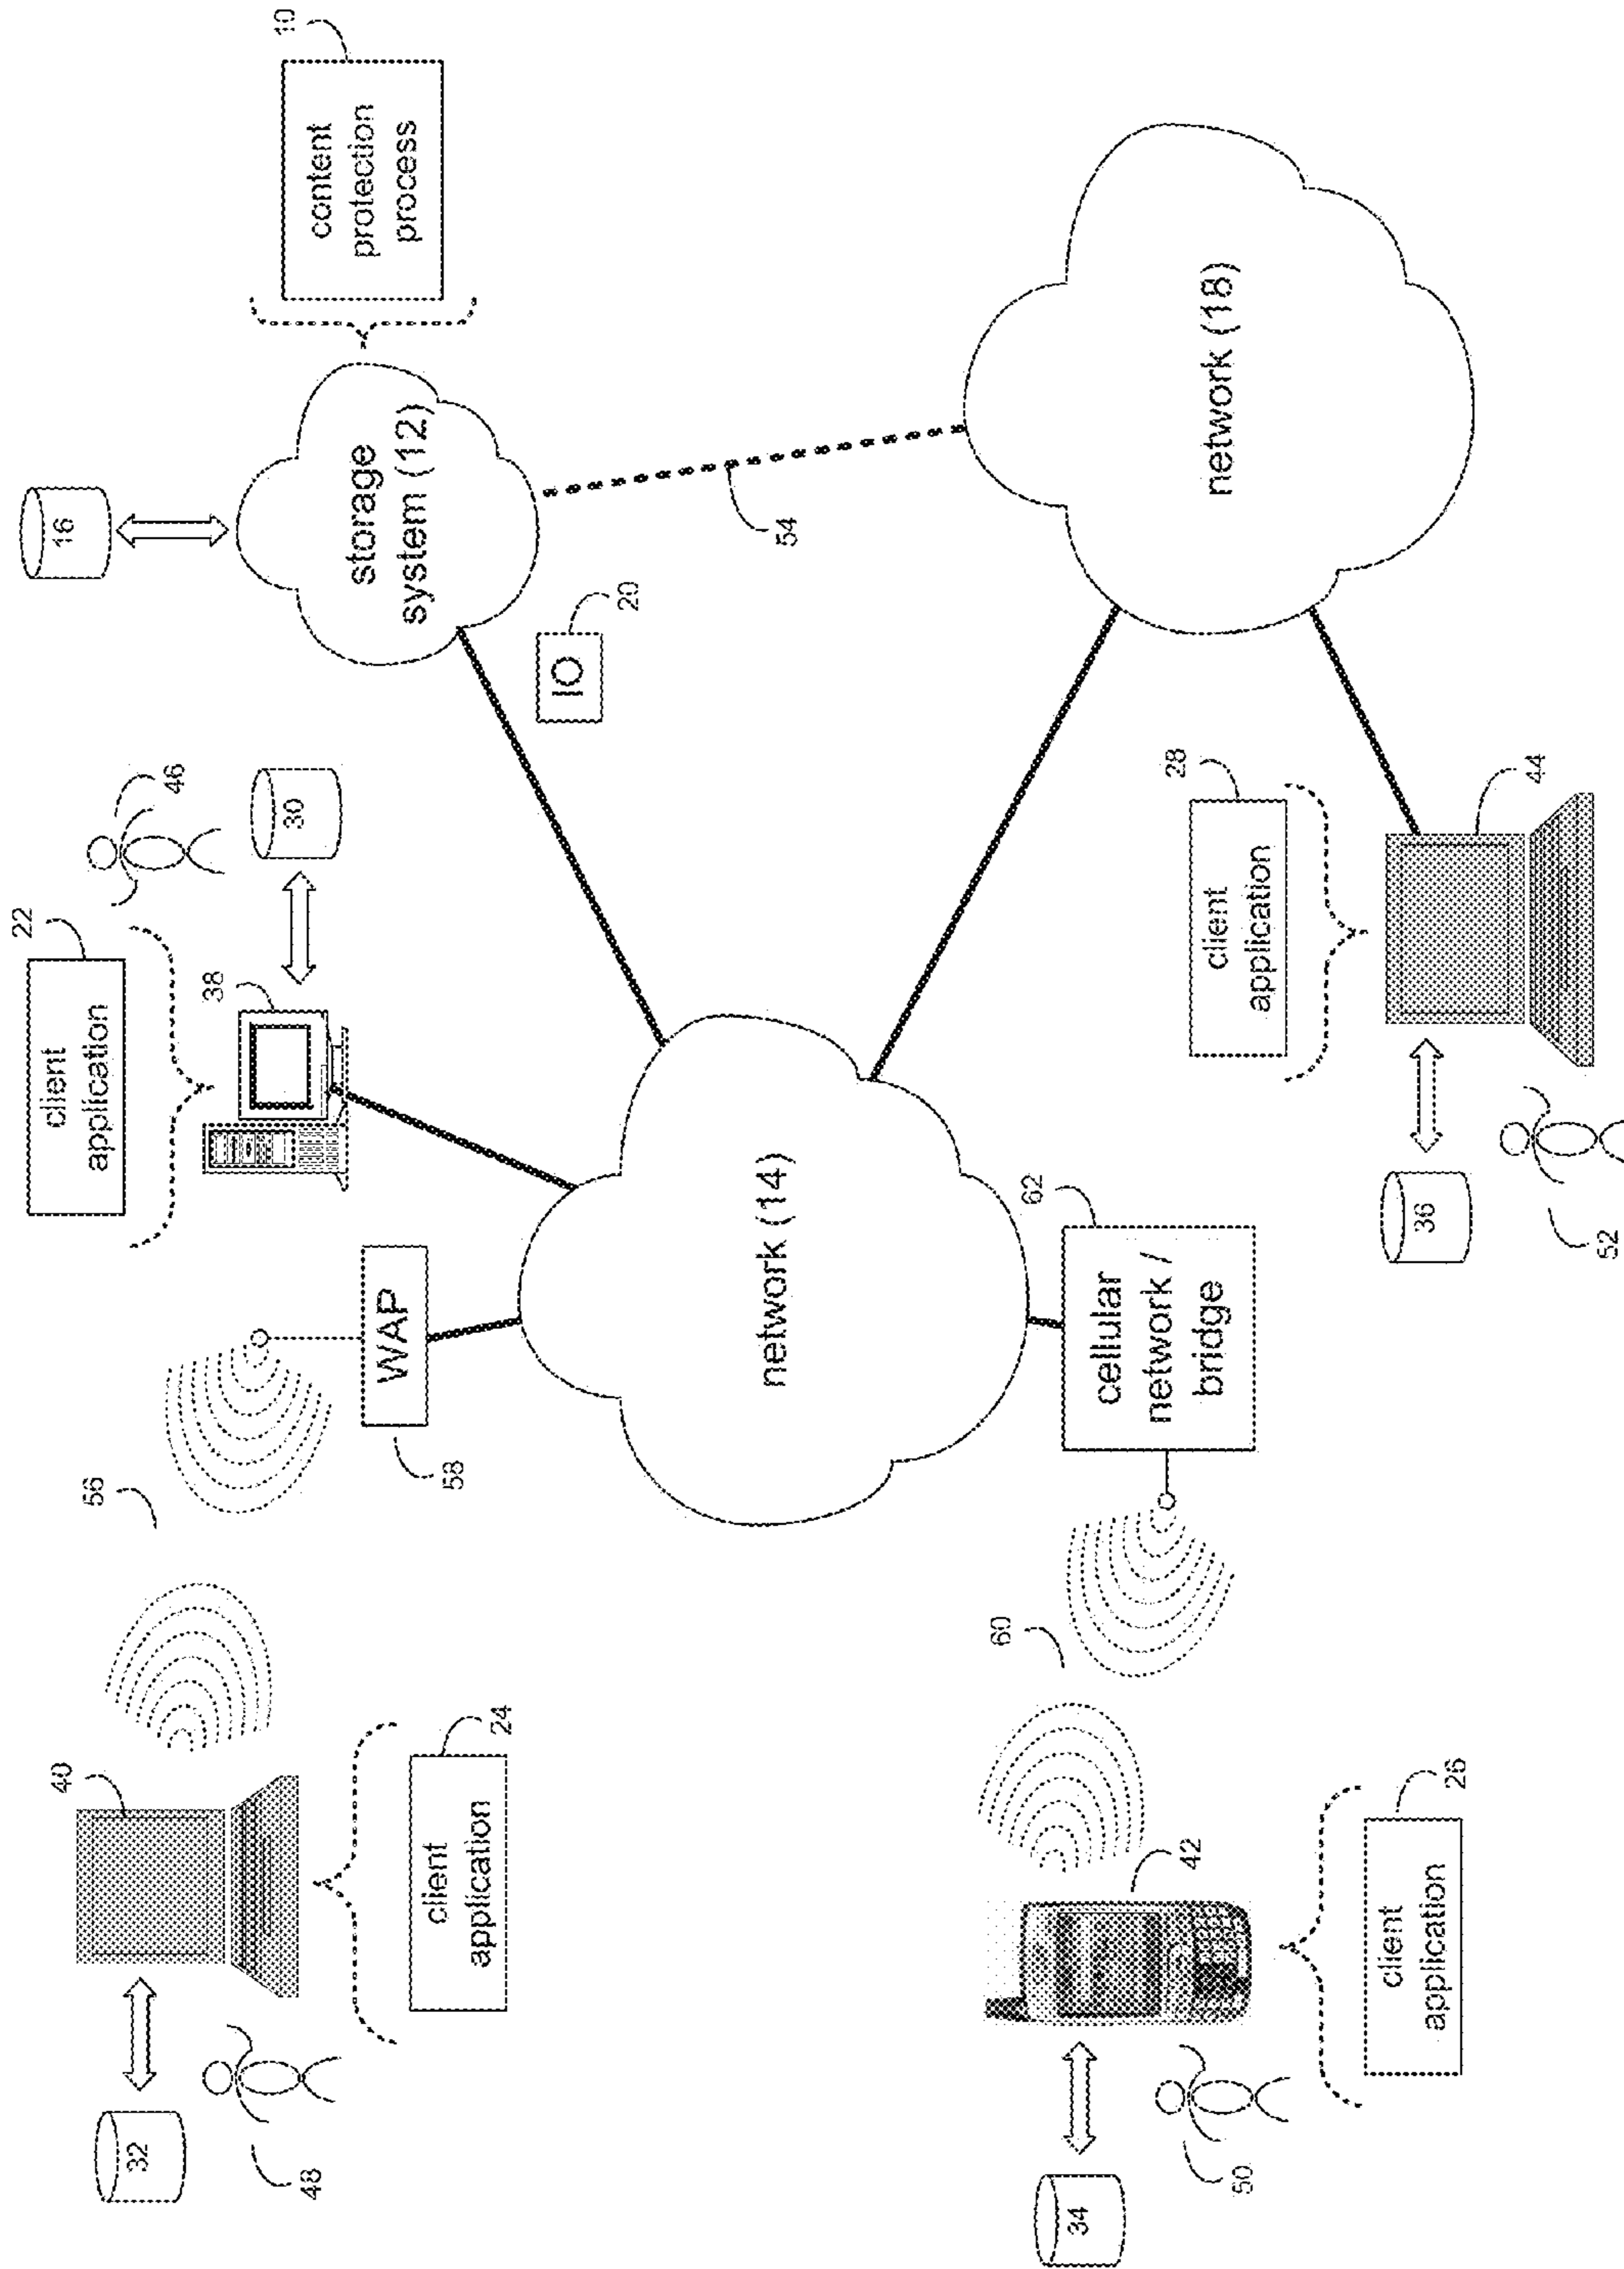 10
content
protection
process
16
storage
system (12)
54
network (18)
IO
20
46
30
22
client
application
38
28
client
application
44
36
52
network (14)
62
cellular
network /
bridge
WAP
58
56
60
40
24
client
application
32
48
42
26
client
application
34
50